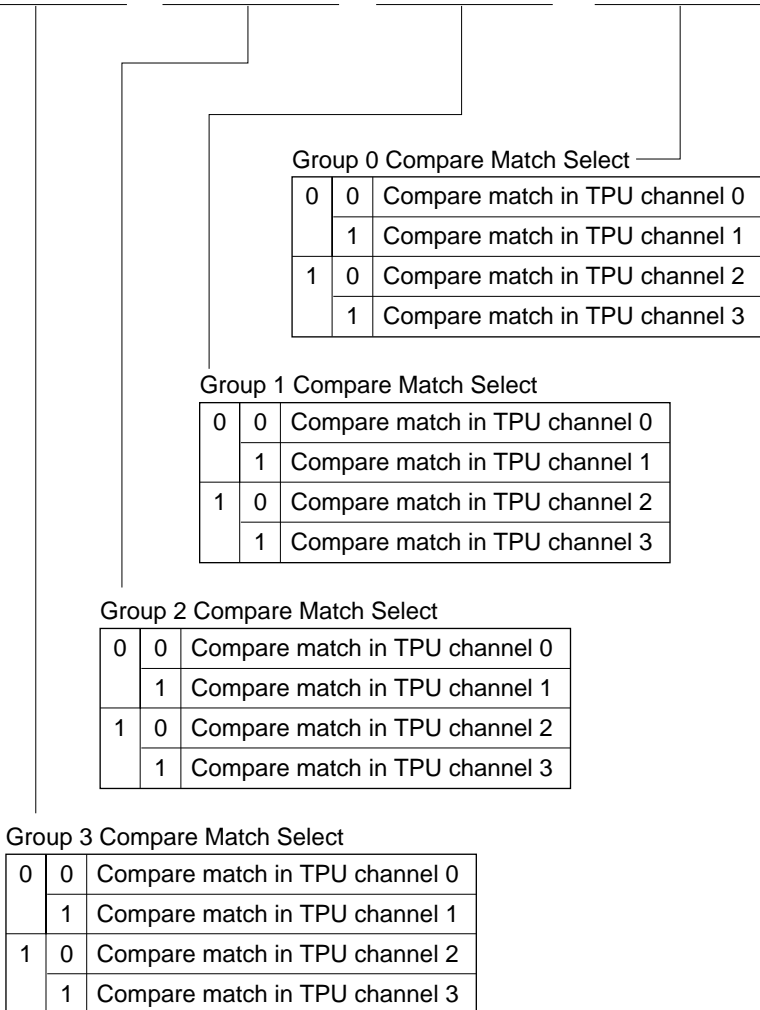 Group 0 Compare Match Select
0 0 Compare match in TPU channel 0
1 Compare match in TPU channel 1
1 0 Compare match in TPU channel 2
1 Compare match in TPU channel 3
Group 1 Compare Match Select
0 0 Compare match in TPU channel 0
1 Compare match in TPU channel 1
1 0 Compare match in TPU channel 2
1 Compare match in TPU channel 3
Group 2 Compare Match Select
0 0 Compare match in TPU channel 0
1 Compare match in TPU channel 1
1 0 Compare match in TPU channel 2
1 Compare match in TPU channel 3
Group 3 Compare Match Select
0 0 Compare match in TPU channel 0
1 Compare match in TPU channel 1
1 0 Compare match in TPU channel 2
1 Compare match in TPU channel 3